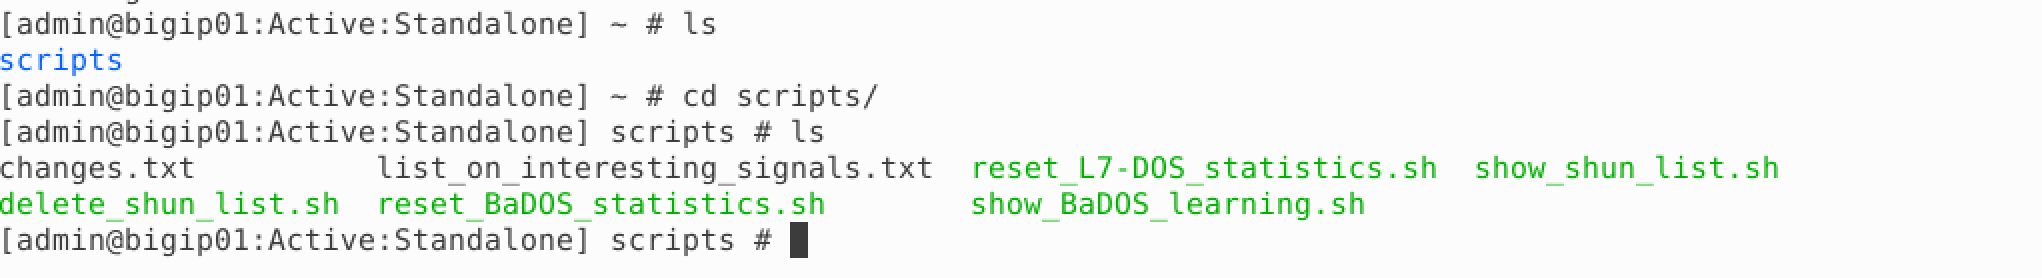 [admin@bigip01:Active:Standalone] ~ # ls
scripts
[admin@bigip01:Active:Standalone] ~ # cd scripts/
[admin@bigip01:Active:Standalone] scripts # ls
changes.txt          list_on_interesting_signals.txt  reset_L7-DOS_statistics.sh  show_shun_list.sh
delete_shun_list.sh  reset_BaDOS_statistics.sh        show_BaDOS_learning.sh
[admin@bigip01:Active:Standalone] scripts #